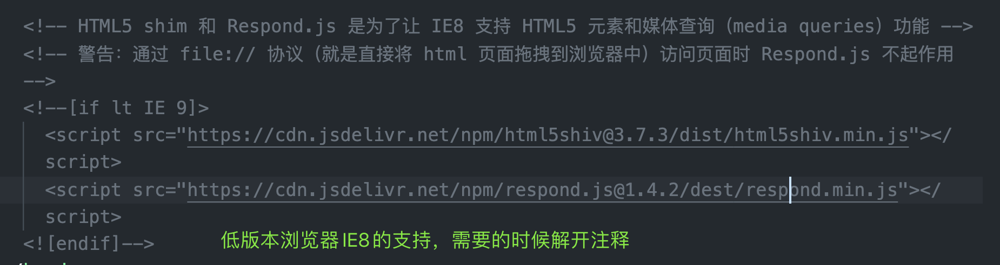 <!-- HTML5 shim 和 Respond.js 是为了让 IE8 支持 HTML5 元素和媒体查询（media queries）功能 -->
<!-- 警告：通过 file:// 协议（就是直接将 html 页面拖拽到浏览器中）访问页面时 Respond.js 不起作用
-->
<!--[if lt IE 9]>
<script src="https://cdn.jsdelivr.net/npm/html5shiv@3.7.3/dist/html5shiv.min.js"></
script>
<script src="https://cdn.jsdelivr.net/npm/respond.js@1.4.2/dest/respond.min.js"></
script>
<![endif]-->
低版本浏览器IE8的支持，需要的时候解开注释